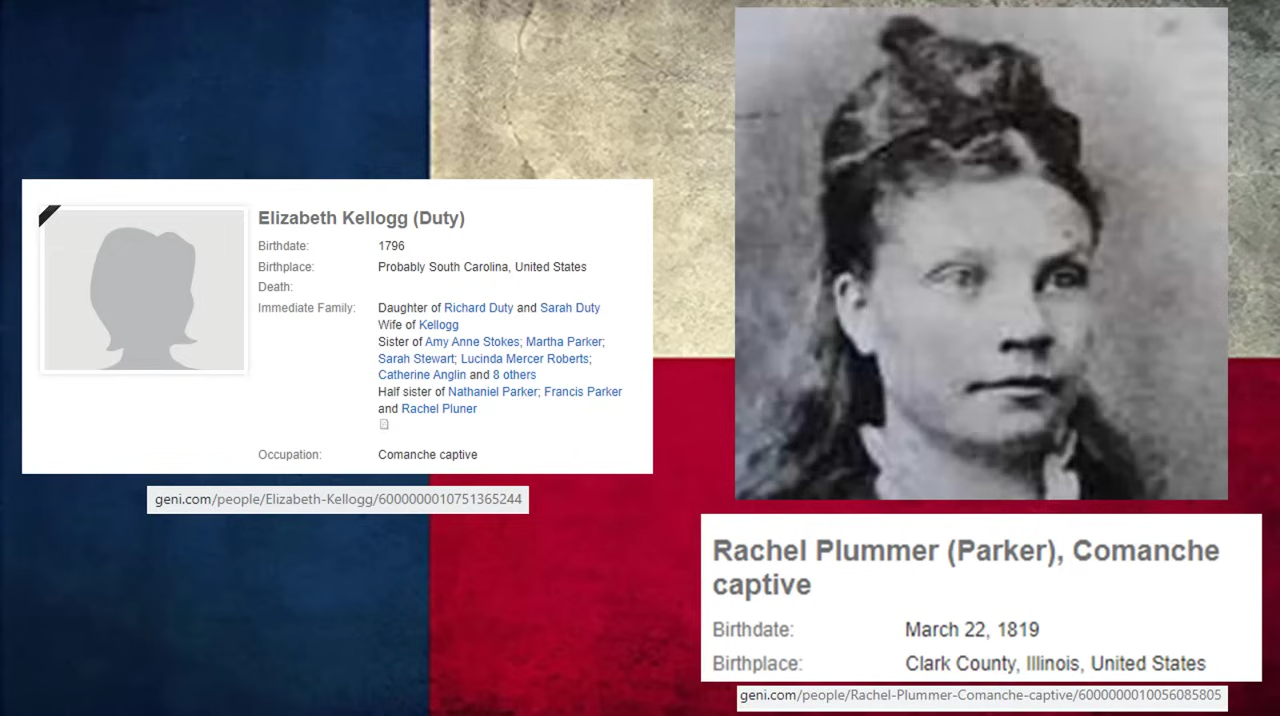 Elizabeth Kellogg (Duty)
Birthdate: 1796
Birthplace: Probably South Carolina, United States
Death:
Immediate Family: Daughter of Richard Duty and Sarah Duty
Wife of Kellogg
Sister of Amy Anne Stokes; Martha Parker;
Sarah Stewart; Lucinda Mercer Roberts;
Catherine Anglin and 8 others
Half sister of Nathaniel Parker; Francis Parker
and Rachel Pluner
Occupation: Comanche captive
geni.com/people/Elizabeth-Kellogg/6000000010751365244
Rachel Plummer (Parker), Comanche
captive
Birthdate: March 22, 1819
Birthplace: Clark County, Illinois, United States
geni.com/people/Rachel-Plummer-Comanche-captive/6000000010056085805